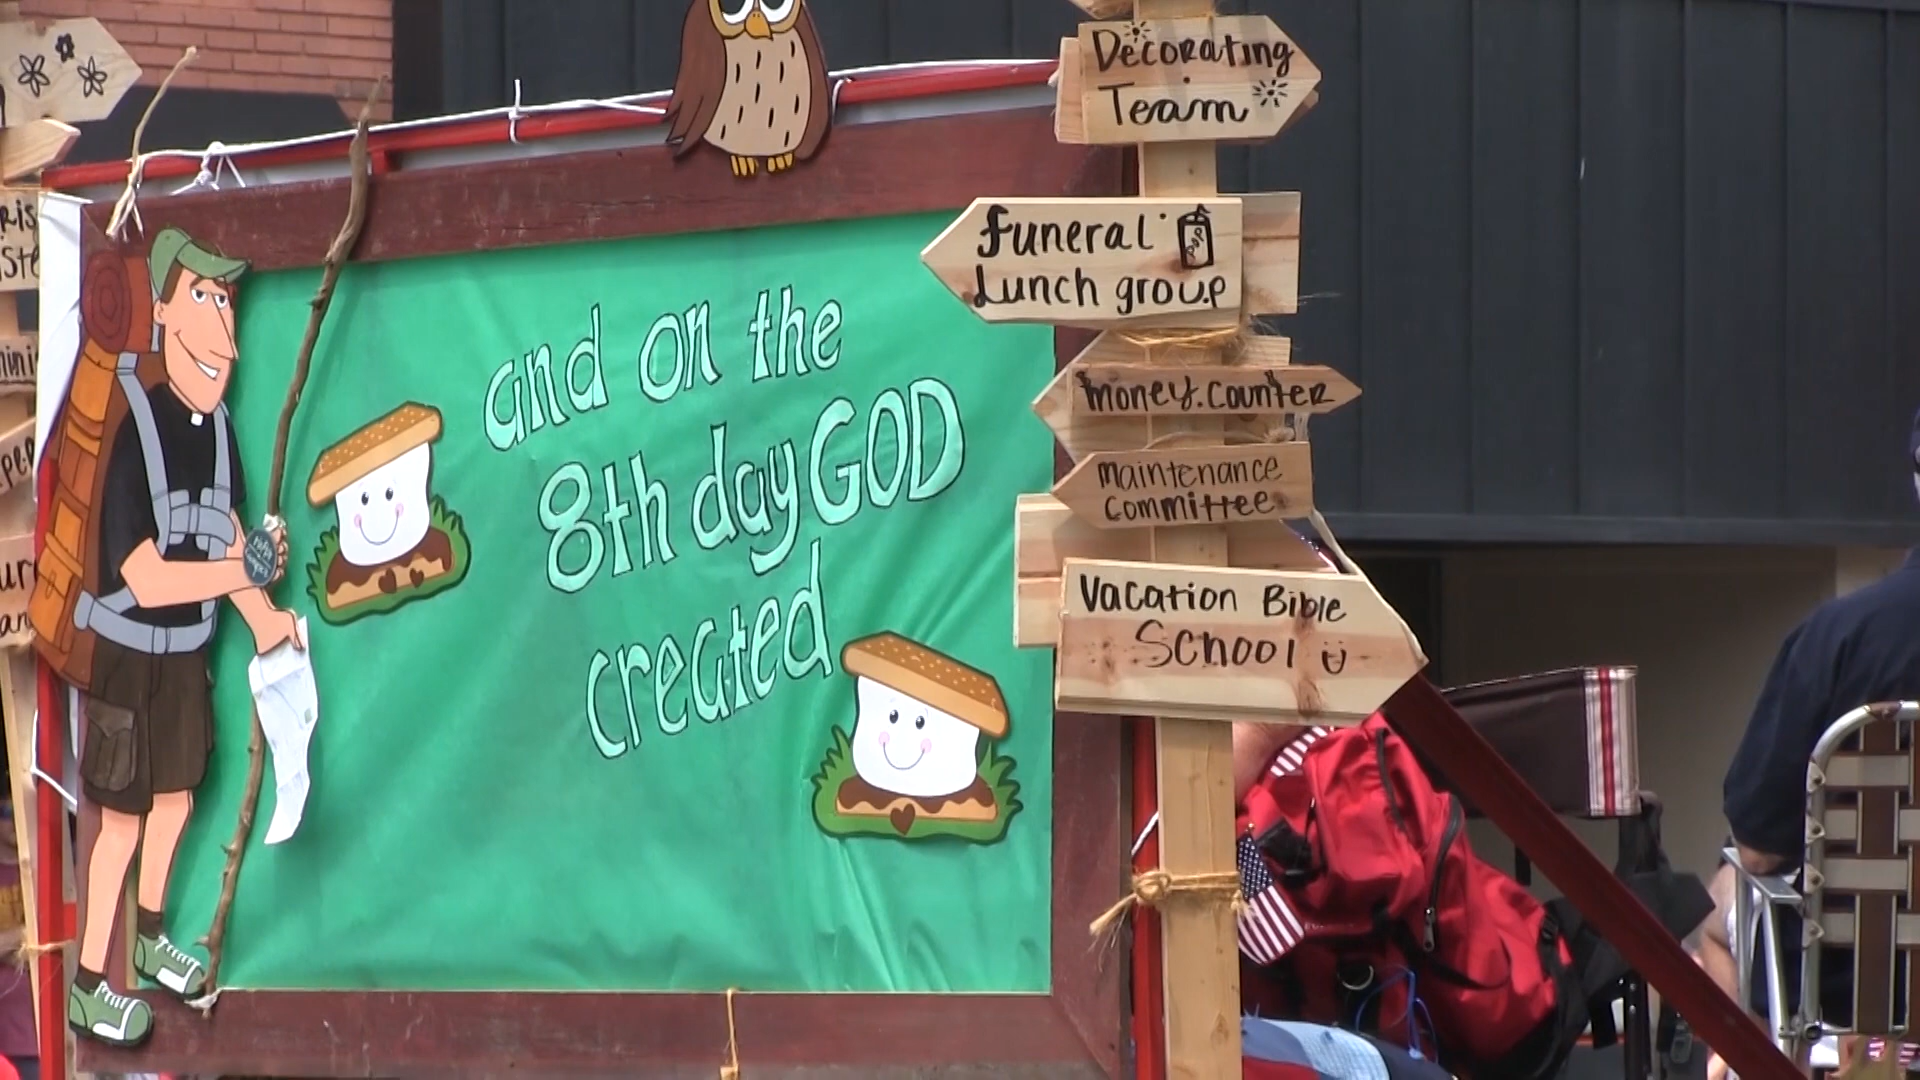 and on the
8th day GOD
created
Decorating
Team
Funeral
Lunch group
POP
money counter
maintenance
committee
Vacation Bible
School